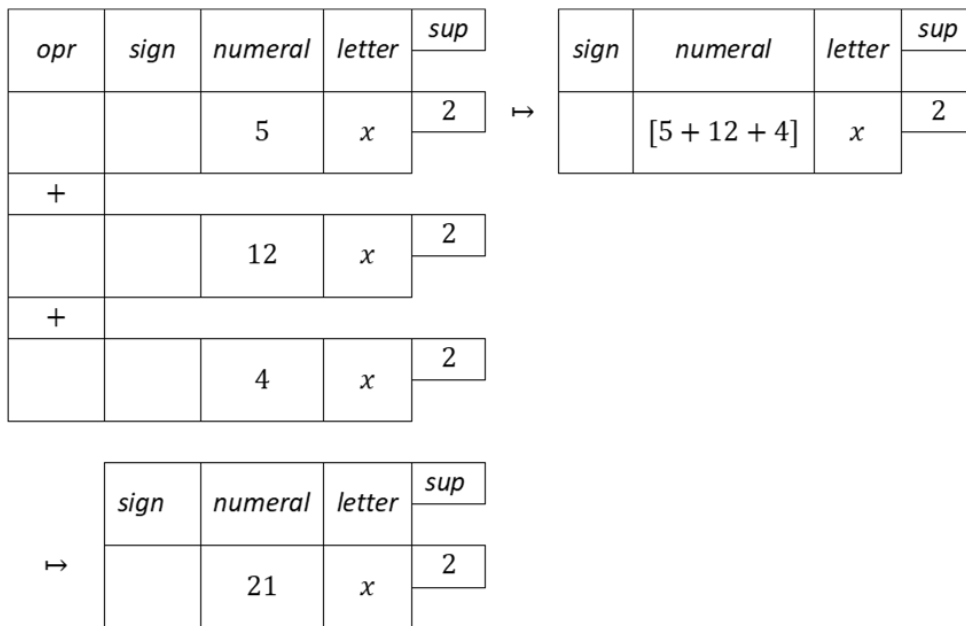 opr sign numeral letter sup
5 x 2
+
12 x 2
+
4 x 2
↦
sign numeral letter sup
[5 + 12 + 4] x 2
↦
sign numeral letter sup
21 x 2